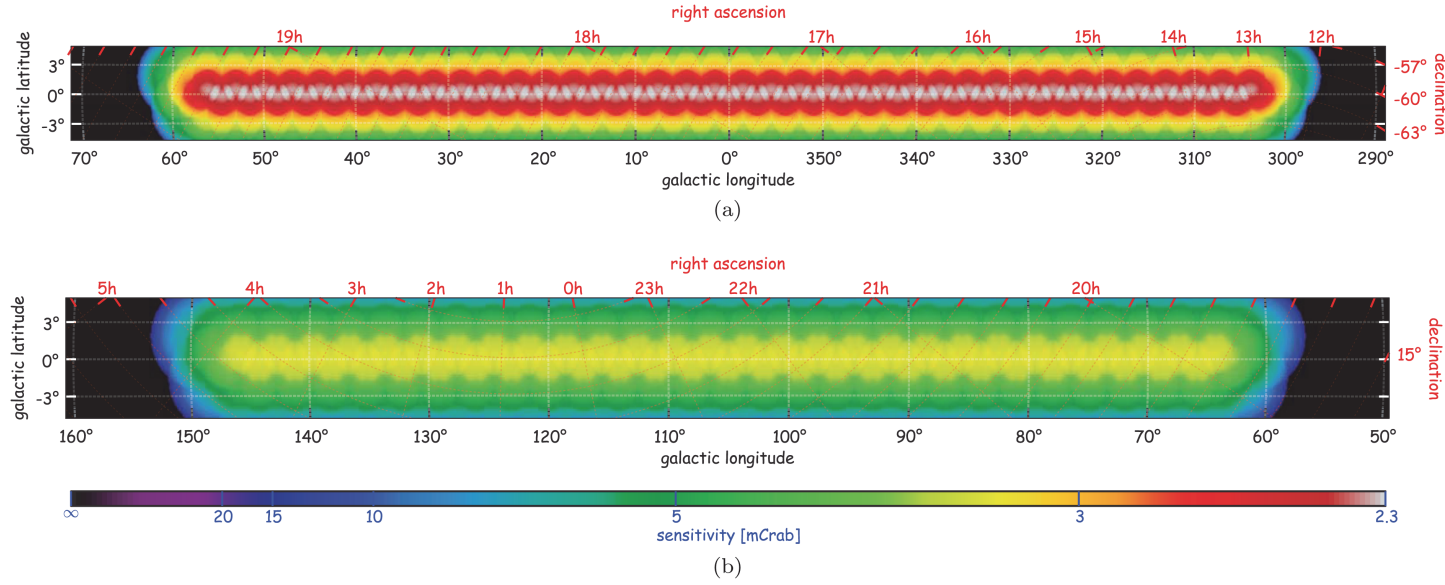 right ascension
19h 18h 17h 16h 15h 14h 13h 12h
galactic latitude
3°
0°
-3°
-57°
-60°
-63°
declination
70° 60° 50° 40° 30° 20° 10° 0° 350° 340° 330° 320° 310° 300° 290°
galactic longitude
(a)
right ascension
5h 4h 3h 2h 1h 0h 23h 22h 21h 20h
galactic latitude
3°
0°
-3°
15°
declination
160° 150° 140° 130° 120° 110° 100° 90° 80° 70° 60° 50°
galactic longitude
∞ 20 15 10 5 3 2.3
sensitivity [mCrab]
(b)